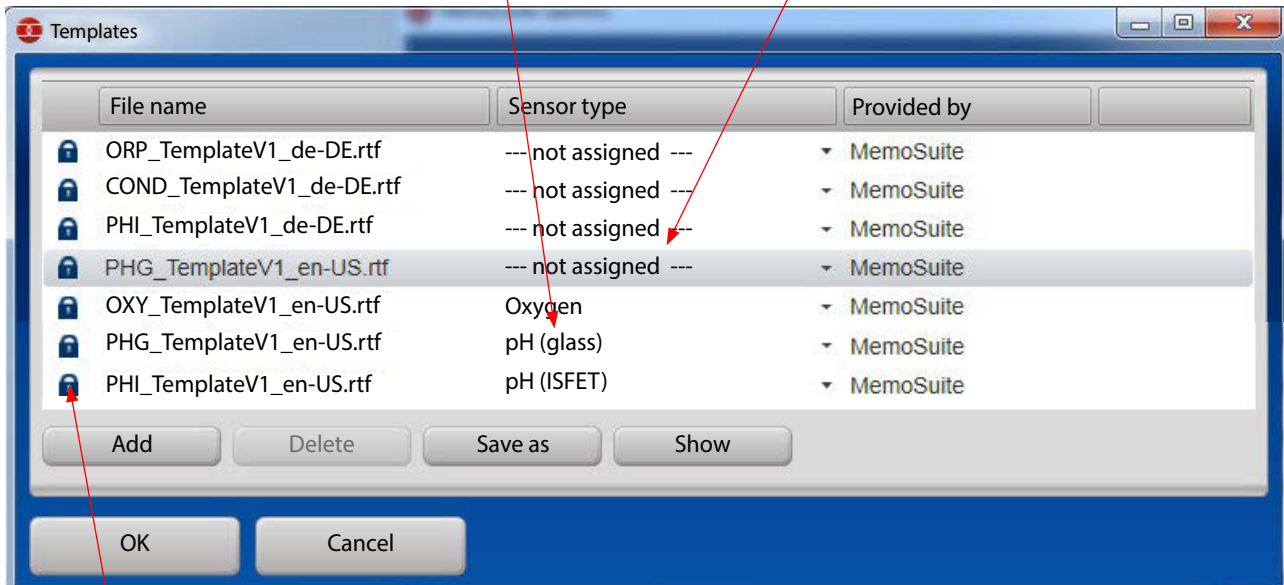 Templates
File name Sensor type Provided by
ORP_TemplateV1_de-DE.rtf --- not assigned --- MemoSuite
COND_TemplateV1_de-DE.rtf --- not assigned --- MemoSuite
PHI_TemplateV1_de-DE.rtf --- not assigned --- MemoSuite
PHG_TemplateV1_en-US.rtf --- not assigned --- MemoSuite
OXY_TemplateV1_en-US.rtf Oxygen MemoSuite
PHG_TemplateV1_en-US.rtf pH (glass) MemoSuite
PHI_TemplateV1_en-US.rtf pH (ISFET) MemoSuite
Add Delete Save as Show
OK Cancel